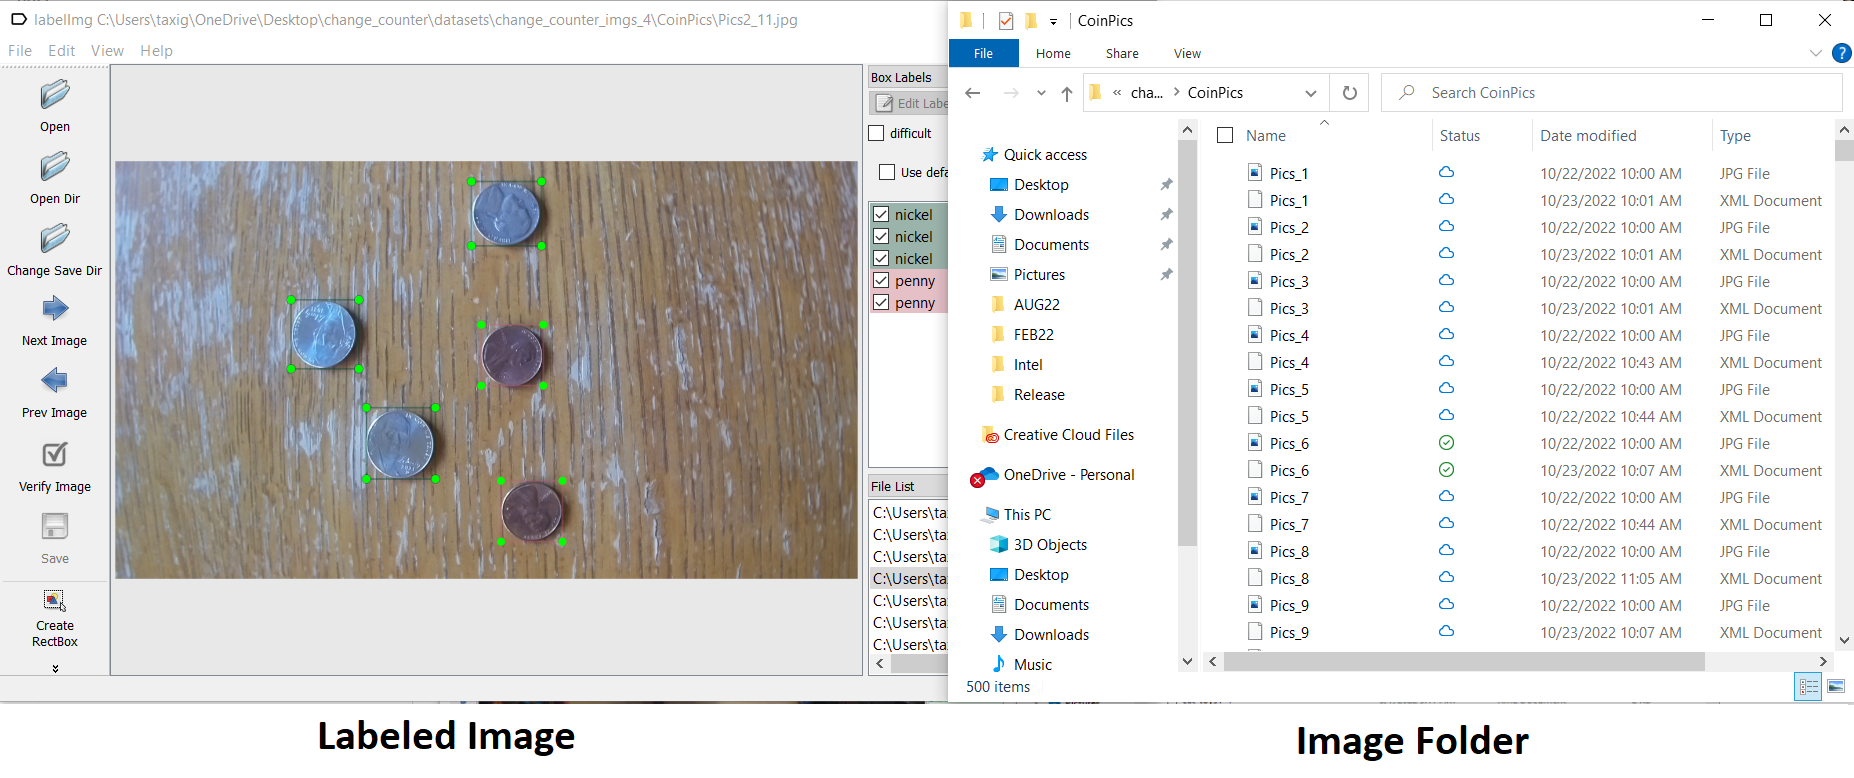 labelImg C:\Users\taxig\OneDrive\Desktop\change_counter\datasets\change_counter_imgs_4\CoinPics\Pics2_11.jpg
File Edit View Help
Open
Open Dir
Change Save Dir
Next Image
Prev Image
Verify Image
Save
Create
RectBox
Box Labels
Edit Labe
difficult
Use defa
nickel
nickel
nickel
penny
penny
File List
C:\Users\ta
C:\Users\ta
C:\Users\ta
C:\Users\ta
C:\Users\ta
C:\Users\ta
C:\Users\ta
CoinPics
File Home Share View
« cha... > CoinPics
Search CoinPics
Quick access
Desktop
Downloads
Documents
Pictures
AUG22
FEB22
Intel
Release
Creative Cloud Files
OneDrive - Personal
This PC
3D Objects
Desktop
Documents
Downloads
Music
Name Status Date modified Type
Pics_1 10/22/2022 10:00 AM JPG File
Pics_1 10/23/2022 10:01 AM XML Document
Pics_2 10/22/2022 10:00 AM JPG File
Pics_2 10/23/2022 10:01 AM XML Document
Pics_3 10/22/2022 10:00 AM JPG File
Pics_3 10/23/2022 10:01 AM XML Document
Pics_4 10/22/2022 10:00 AM JPG File
Pics_4 10/22/2022 10:43 AM XML Document
Pics_5 10/22/2022 10:00 AM JPG File
Pics_5 10/22/2022 10:44 AM XML Document
Pics_6 10/22/2022 10:00 AM JPG File
Pics_6 10/23/2022 10:07 AM XML Document
Pics_7 10/22/2022 10:00 AM JPG File
Pics_7 10/22/2022 10:44 AM XML Document
Pics_8 10/22/2022 10:00 AM JPG File
Pics_8 10/23/2022 11:05 AM XML Document
Pics_9 10/22/2022 10:00 AM JPG File
Pics_9 10/23/2022 10:07 AM XML Document
500 items
Labeled Image
Image Folder